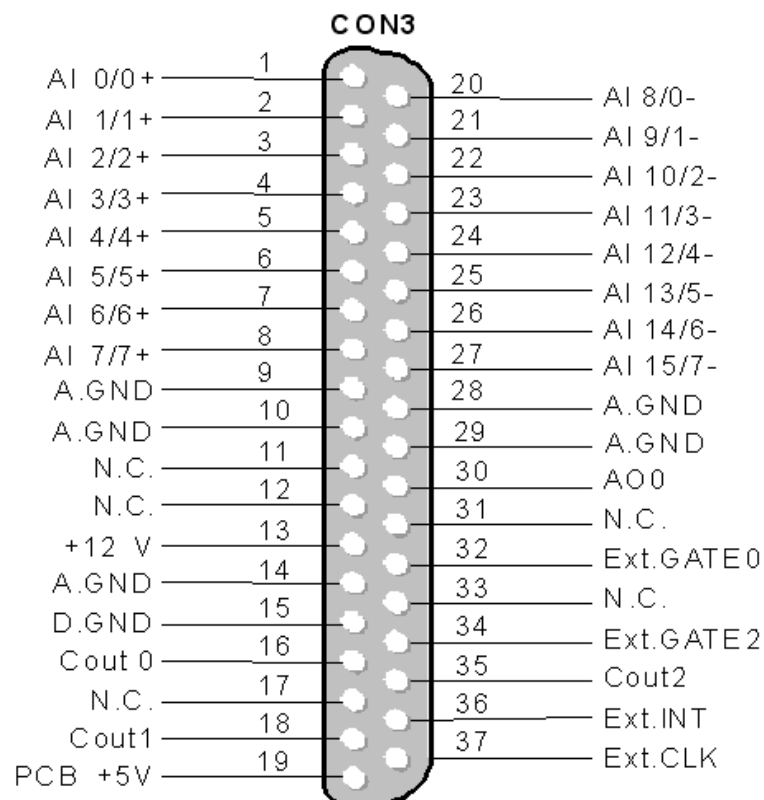 CON3
AI 0/0+ 1
AI 1/1+ 2
AI 2/2+ 3
AI 3/3+ 4
AI 4/4+ 5
AI 5/5+ 6
AI 6/6+ 7
AI 7/7+ 8
A.GND 9
A.GND 10
N.C. 11
N.C. 12
+12 V 13
A.GND 14
D.GND 15
Cout 0 16
N.C. 17
Cout1 18
PCB +5V 19
20 AI 8/0-
21 AI 9/1-
22 AI 10/2-
23 AI 11/3-
24 AI 12/4-
25 AI 13/5-
26 AI 14/6-
27 AI 15/7-
28 A.GND
29 A.GND
30 AO0
31 N.C.
32 Ext.GATE0
33 N.C.
34 Ext.GATE2
35 Cout2
36 Ext.INT
37 Ext.CLK